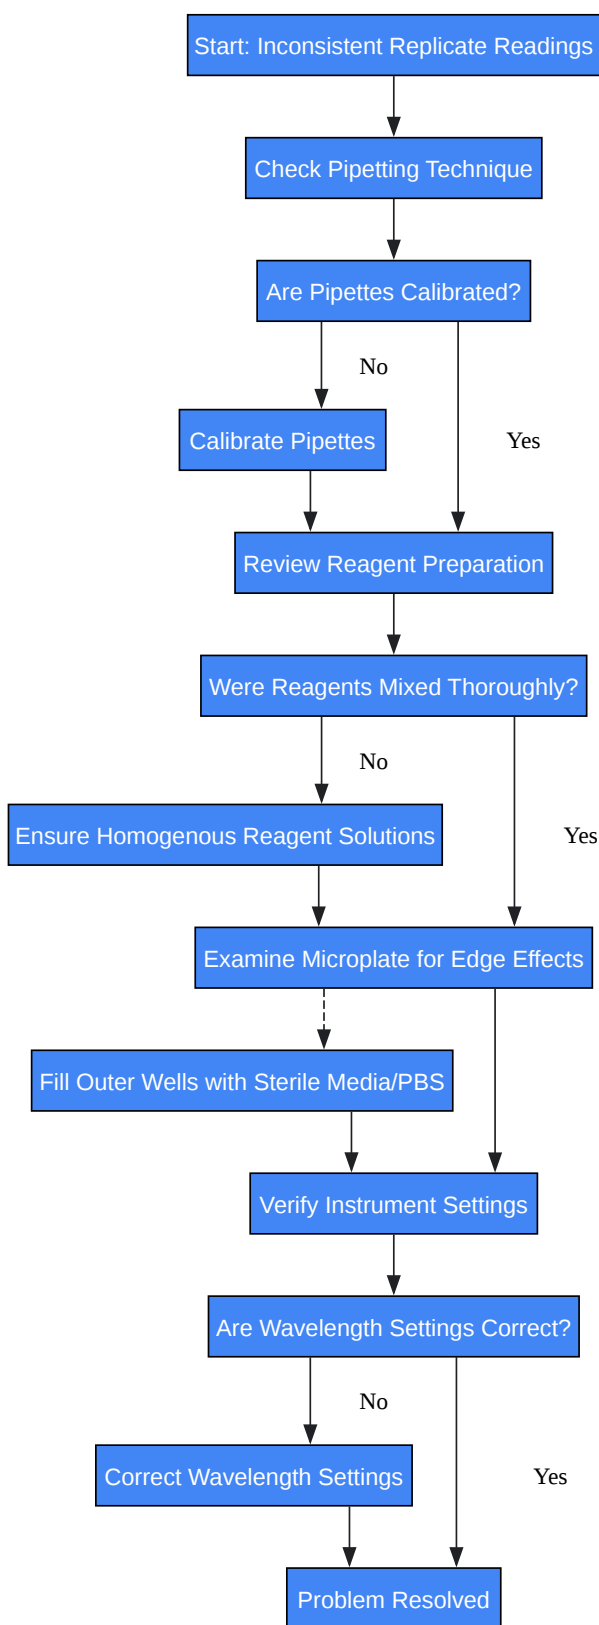 Start: Inconsistent Replicate Readings
Check Pipetting Technique
Are Pipettes Calibrated?
No
Calibrate Pipettes
Yes
Review Reagent Preparation
Were Reagents Mixed Thoroughly?
No
Ensure Homogenous Reagent Solutions
Yes
Examine Microplate for Edge Effects
Fill Outer Wells with Sterile Media/PBS
Verify Instrument Settings
Are Wavelength Settings Correct?
No
Correct Wavelength Settings
Yes
Problem Resolved